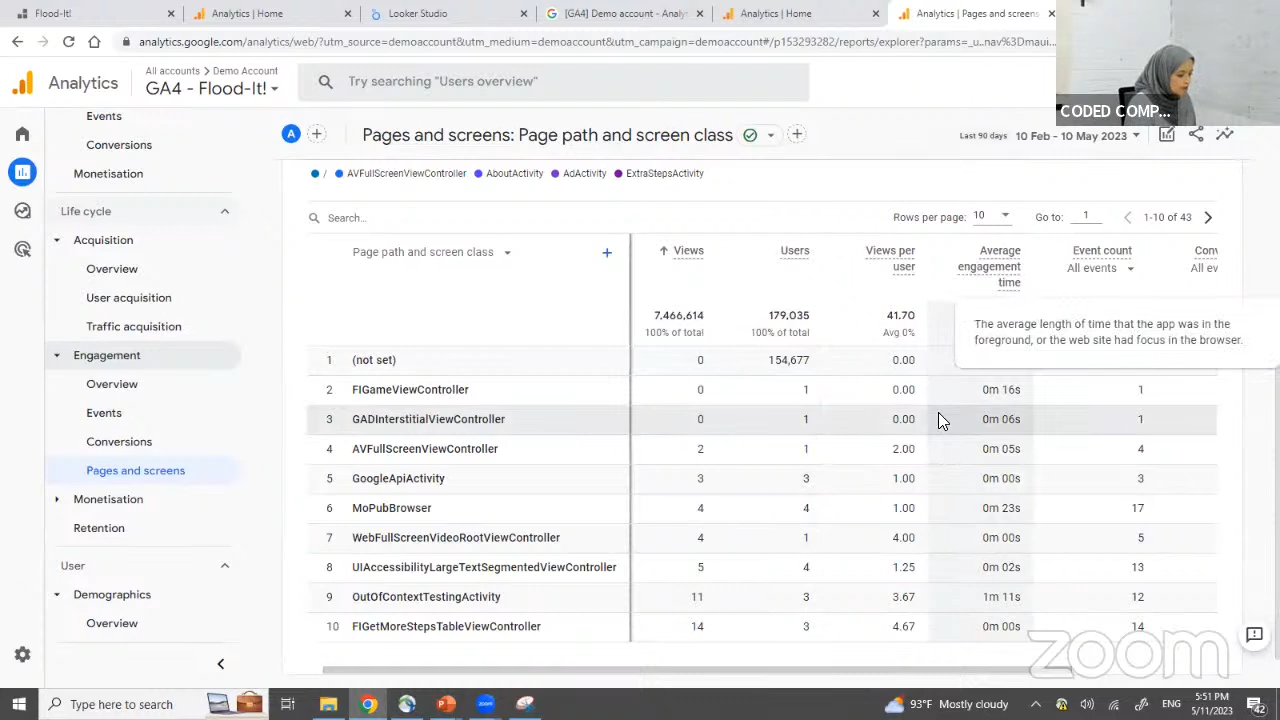 Flood-It!
Analytics | Home
Looker Studio
[GA4] Demo account - Analy
Analytics | Home
Analytics | Pages and screens
analytics.google.com/analytics/web/?utm_source=demoaccount&utm_medium=demoaccount&utm_campaign=demoaccount#/p153293282/reports/explorer?params=_u..nav%3Dmaui
Analytics
All accounts > Demo Account
GA4 - Flood-It!
Try searching "Users overview"
CODED COMP...
Events
Conversions
Monetisation
Life cycle
Acquisition
Overview
User acquisition
Traffic acquisition
Engagement
Overview
Events
Conversions
Pages and screens
Monetisation
Retention
User
Demographics
Overview
A
Pages and screens: Page path and screen class
Last 90 days 10 Feb - 10 May 2023
/ AVFullScreenViewController AboutActivity AdActivity ExtraStepsActivity
Search...
Rows per page: 10 Go to: 1 1-10 of 43
Page path and screen class + ↑ Views Users Views per user Average engagement time Event count All events Conv All ev
7,466,614 179,035 41.70
100% of total 100% of total Avg 0%
The average length of time that the app was in the
foreground, or the web site had focus in the browser.
1 (not set) 0 154,677 0.00
2 FIGameViewController 0 1 0.00 0m 16s 1
3 GADInterstitialViewController 0 1 0.00 0m 06s 1
4 AVFullScreenViewController 2 1 2.00 0m 05s 4
5 GoogleApiActivity 3 3 1.00 0m 00s 3
6 MoPubBrowser 4 4 1.00 0m 23s 17
7 WebFullScreenVideoRootViewController 4 1 4.00 0m 00s 5
8 UIAccessibilityLargeTextSegmentedViewController 5 4 1.25 0m 02s 13
9 OutOfContextTestingActivity 11 3 3.67 1m 11s 12
10 FIGetMoreStepsTableViewController 14 3 4.67 0m 00s 14
zoom
Type here to search
93°F Mostly cloudy
ENG
5:51 PM
5/11/2023
42